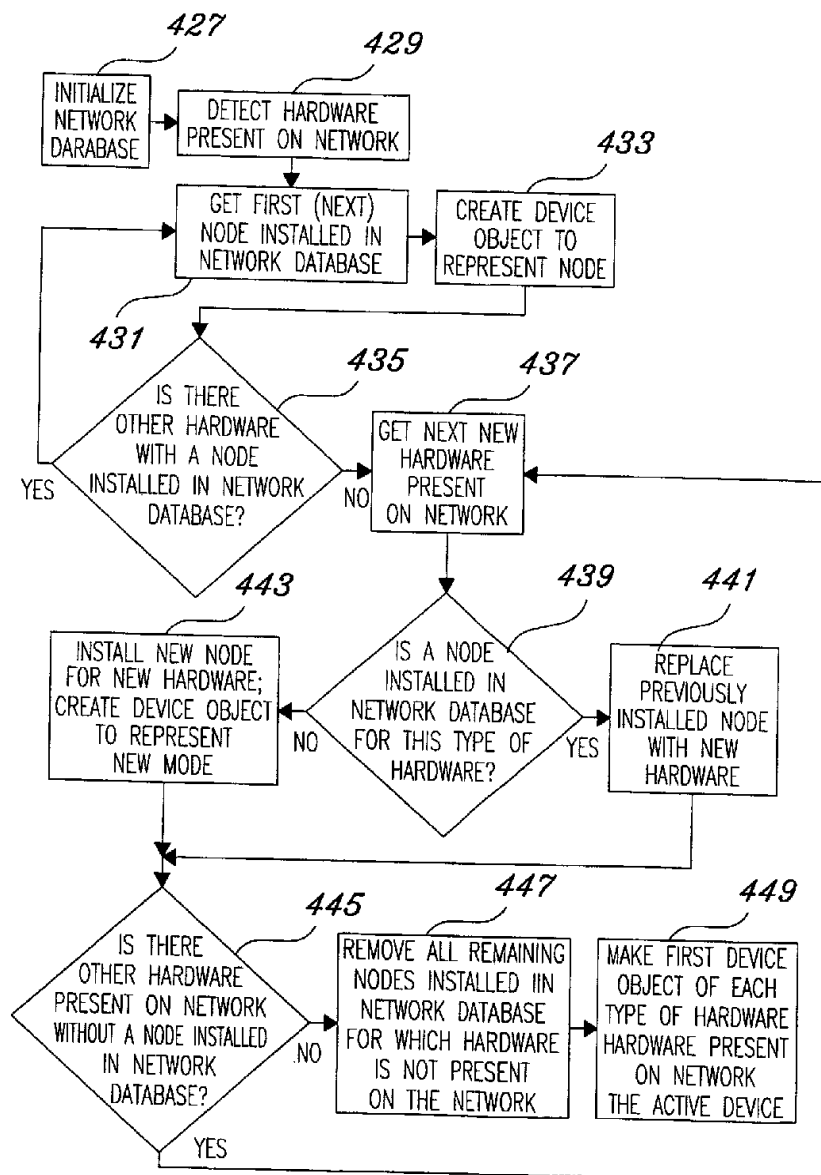 427
INITIALIZE
NETWORK
DARABASE
429
DETECT HARDWARE
PRESENT ON NETWORK
GET FIRST (NEXT)
NODE INSTALLED IN
NETWORK DATABASE
431
433
CREATE DEVICE
OBJECT TO
REPRESENT NODE
435
IS THERE
OTHER HARDWARE
WITH A NODE
INSTALLED IN NETWORK
DATABASE?
YES
NO
437
GET NEXT NEW
HARDWARE
PRESENT
ON NETWORK
439
IS A NODE
INSTALLED IN
NETWORK DATABASE
FOR THIS TYPE OF
HARDWARE?
NO
YES
441
REPLACE
PREVIOUSLY
INSTALLED NODE
WITH NEW
HARDWARE
443
INSTALL NEW NODE
FOR NEW HARDWARE;
CREATE DEVICE OBJECT
TO REPRESENT
NEW MODE
445
IS THERE
OTHER HARDWARE
PRESENT ON NETWORK
WITHOUT A NODE INSTALLED
IN NETWORK
DATABASE?
NO
YES
447
REMOVE ALL REMAINING
NODES INSTALLED IIN
NETWORK DATABASE
FOR WHICH HARDWARE
IS NOT PRESENT
ON THE NETWORK
449
MAKE FIRST DEVICE
OBJECT OF EACH
TYPE OF HARDWARE
HARDWARE PRESENT
ON NETWORK
THE ACTIVE DEVICE